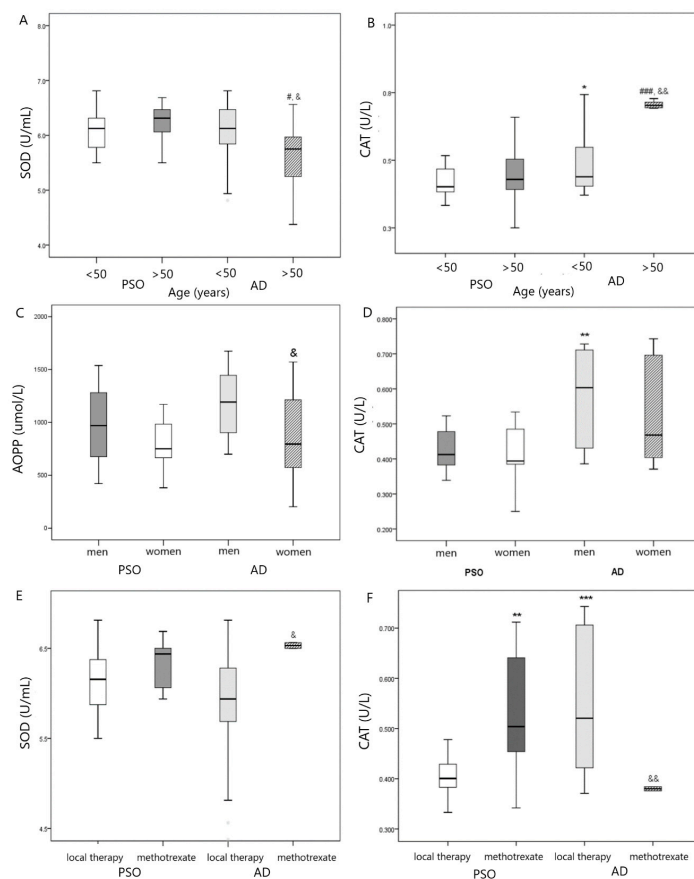 A
8.0
7.0
6.0
5.0
4.0
SOD (U/mL)
#, &
<50 >50 <50 >50
PSO AD
Age (years)
B
1.0
0.8
0.5
0.3
CAT (U/L)
*
###, &&
<50 >50 <50 >50
PSO AD
Age (years)
C
2000
1500
1000
500
0
AOPP (umol/L)
&
men women men women
PSO AD
D
0.800
0.700
0.600
0.500
0.400
0.300
0.200
CAT (U/L)
**
men women men women
PSO AD
E
6.5
5.5
4.5
SOD (U/mL)
&
local therapy methotrexate local therapy methotrexate
PSO AD
F
0.700
0.600
0.500
0.400
0.300
CAT (U/L)
**
***
&&
local therapy methotrexate local therapy methotrexate
PSO AD